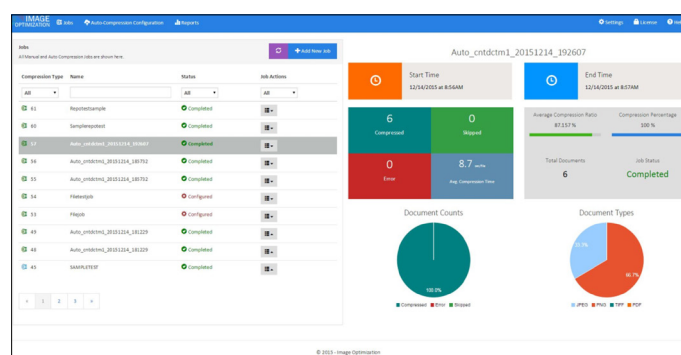 IMAGE
OPTIMIZATION
Jobs
Auto-Compression Configuration
Reports
Settings
License
Jobs
All Manual and Auto Compression Jobs are shown here.
Add New Job
Compression Type Name Status Job Actions
All All All
61 Repotestsample Completed
60 Samplerepotest Completed
57 Auto_cntdctm1_20151214_192607 Completed
56 Completed
55 Completed
54 Filetestjob Configured
53 Filejob Configured
49 Auto_cntdctm1_20151214_181229 Completed
48 Auto_cntdctm1_20151214_181229 Completed
45 SAMPLETEST Completed
« 1 2 3 »
Auto_cntdctm1_20151214_192607
Start Time
12/14/2015 at 8:56AM
End Time
12/14/2015 at 8:57AM
6
Compressed
0
Skipped
0
Error
8.7
Avg. Compression Time
Average Compression Ratio
87.157 %
Compression Percentage
100 %
Total Documents
6
Job Status
Completed
Document Counts
100.0%
Compressed Error Skipped
Document Types
33.3%
66.7%
JPEG PNG TIFF PDF
© 2015 - Image Optimization